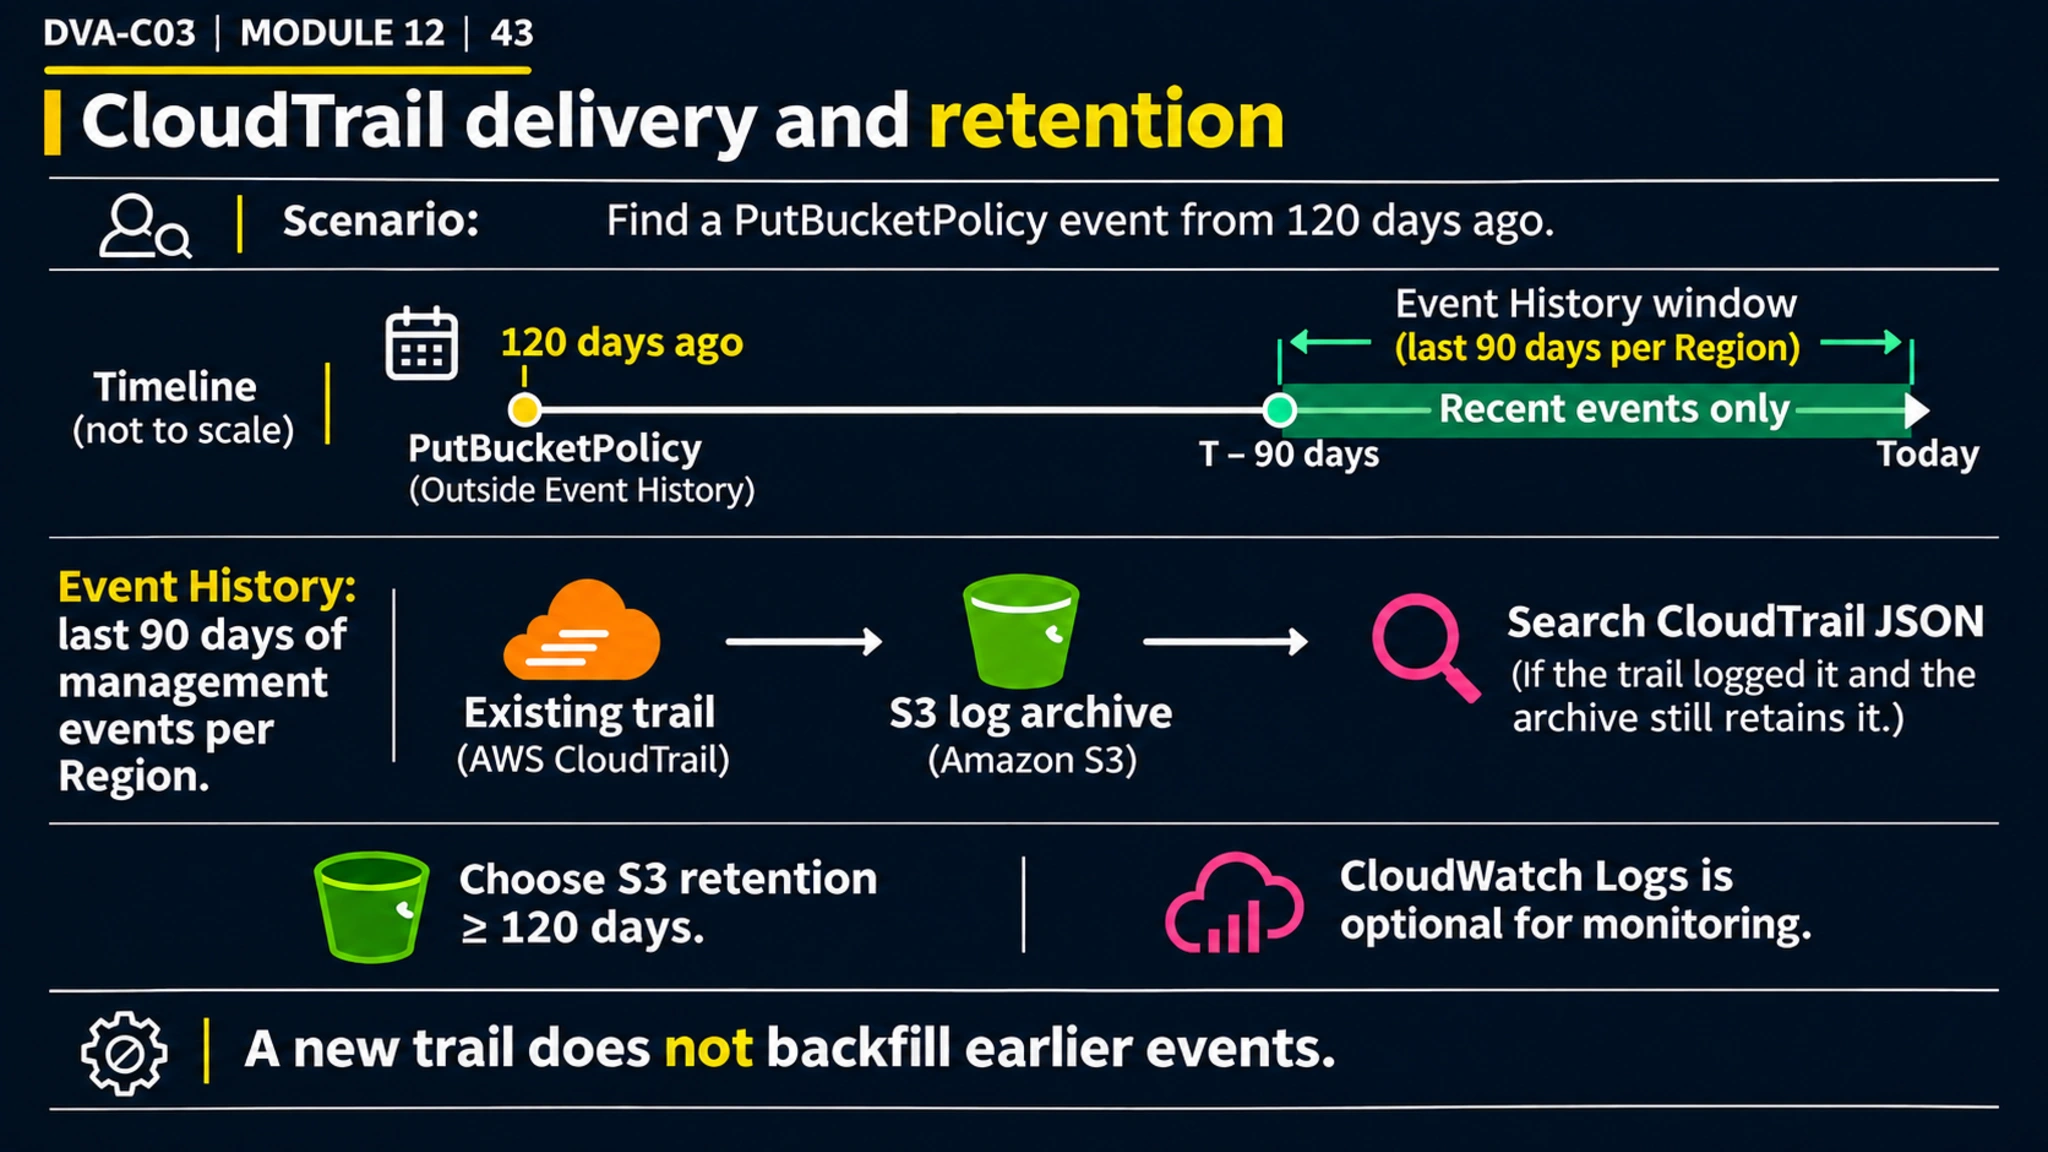 DVA-C03 | MODULE 12 | 43
CloudTrail delivery and retention
Scenario: Find a PutBucketPolicy event from 120 days ago.
Timeline
(not to scale)
120 days ago
PutBucketPolicy
(Outside Event History)
Event History window
(last 90 days per Region)
Recent events only
T – 90 days
Today
Event History:
last 90 days of
management
events per
Region.
Existing trail
(AWS CloudTrail)
S3 log archive
(Amazon S3)
Search CloudTrail JSON
(If the trail logged it and the
archive still retains it.)
Choose S3 retention
≥ 120 days.
CloudWatch Logs is
optional for monitoring.
A new trail does not backfill earlier events.